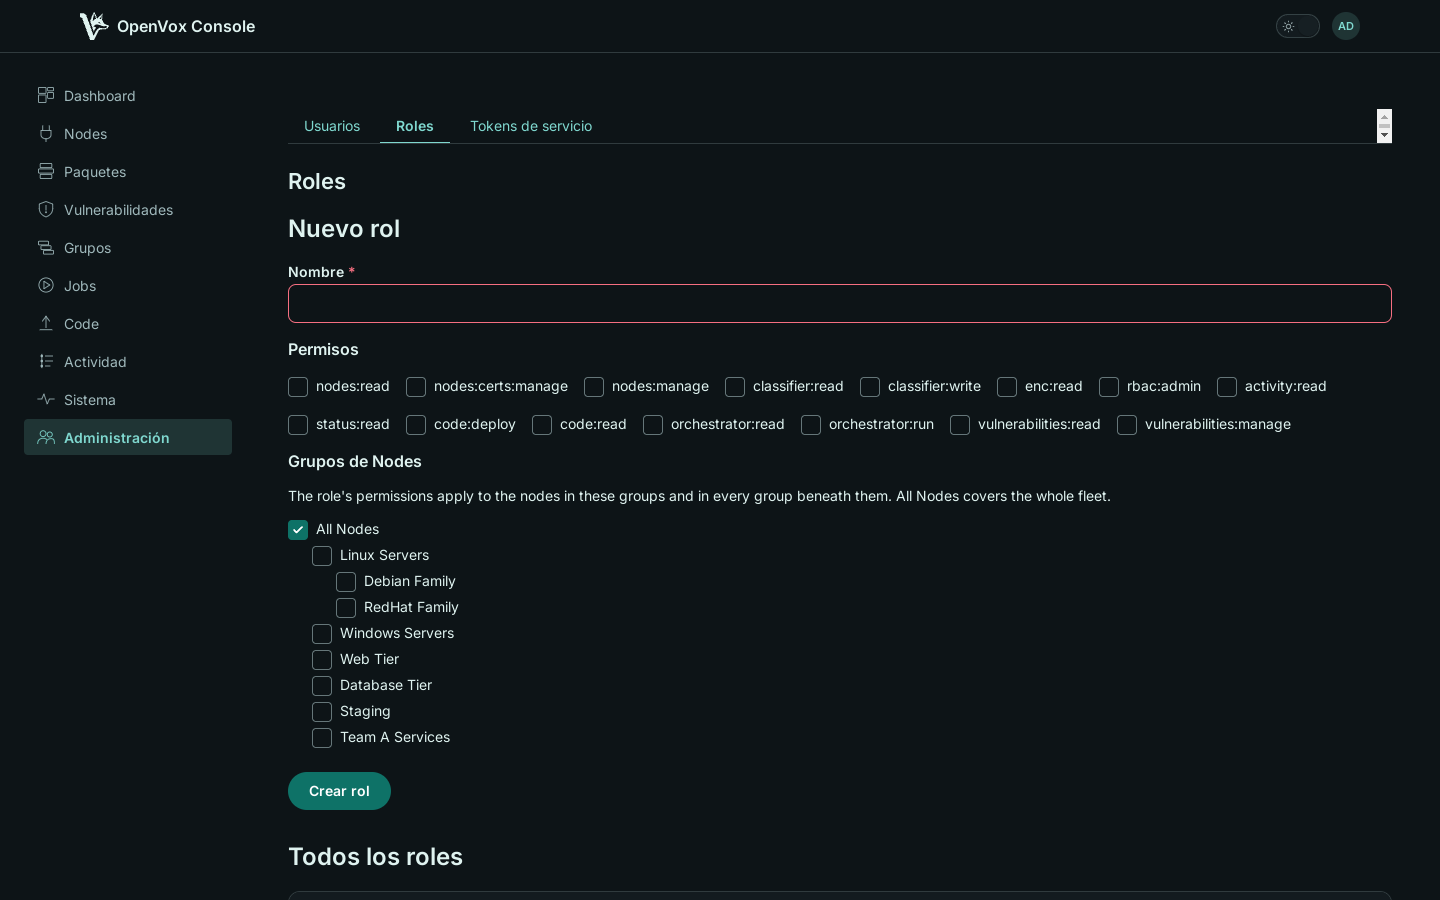 OpenVox Console
AD
Dashboard
Nodes
Paquetes
Vulnerabilidades
Grupos
Jobs
Code
Actividad
Sistema
Administración
Usuarios Roles Tokens de servicio
Roles
Nuevo rol
Nombre *
Permisos
nodes:read nodes:certs:manage nodes:manage classifier:read classifier:write enc:read rbac:admin activity:read
status:read code:deploy code:read orchestrator:read orchestrator:run vulnerabilities:read vulnerabilities:manage
Grupos de Nodes
The role's permissions apply to the nodes in these groups and in every group beneath them. All Nodes covers the whole fleet.
All Nodes
Linux Servers
Debian Family
RedHat Family
Windows Servers
Web Tier
Database Tier
Staging
Team A Services
Crear rol
Todos los roles